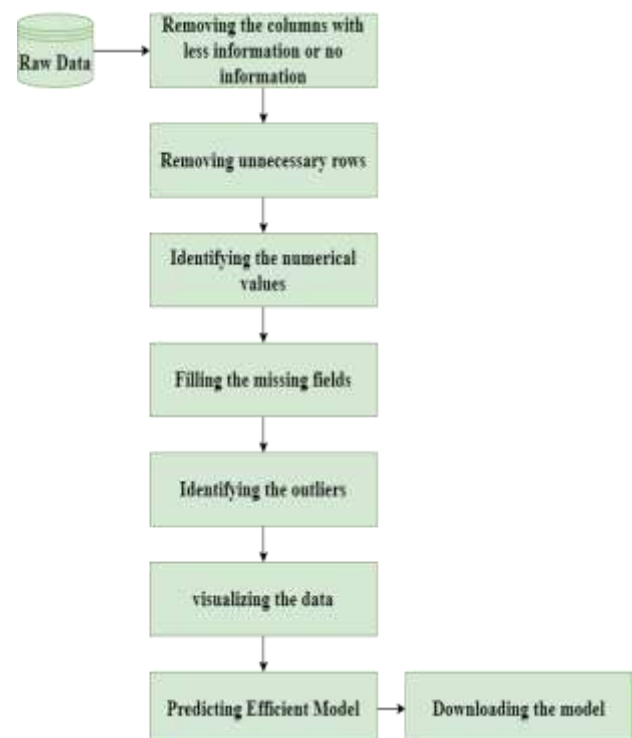 Raw Data
Removing the columns with
less information or no
information
Removing unnecessary rows
Identifying the numerical
values
Filling the missing fields
Identifying the outliers
visualizing the data
Predicting Efficient Model
Downloading the model